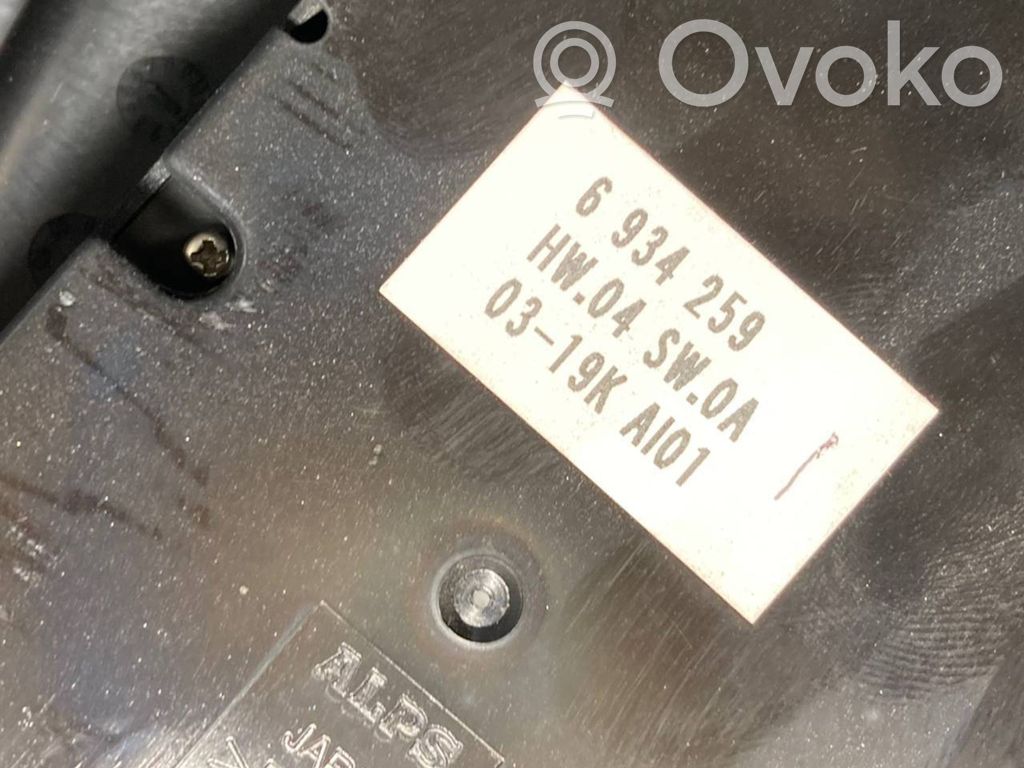 Ovoko
6 934 259
HW.04 SW.0A
03-19K AI01
ALPS